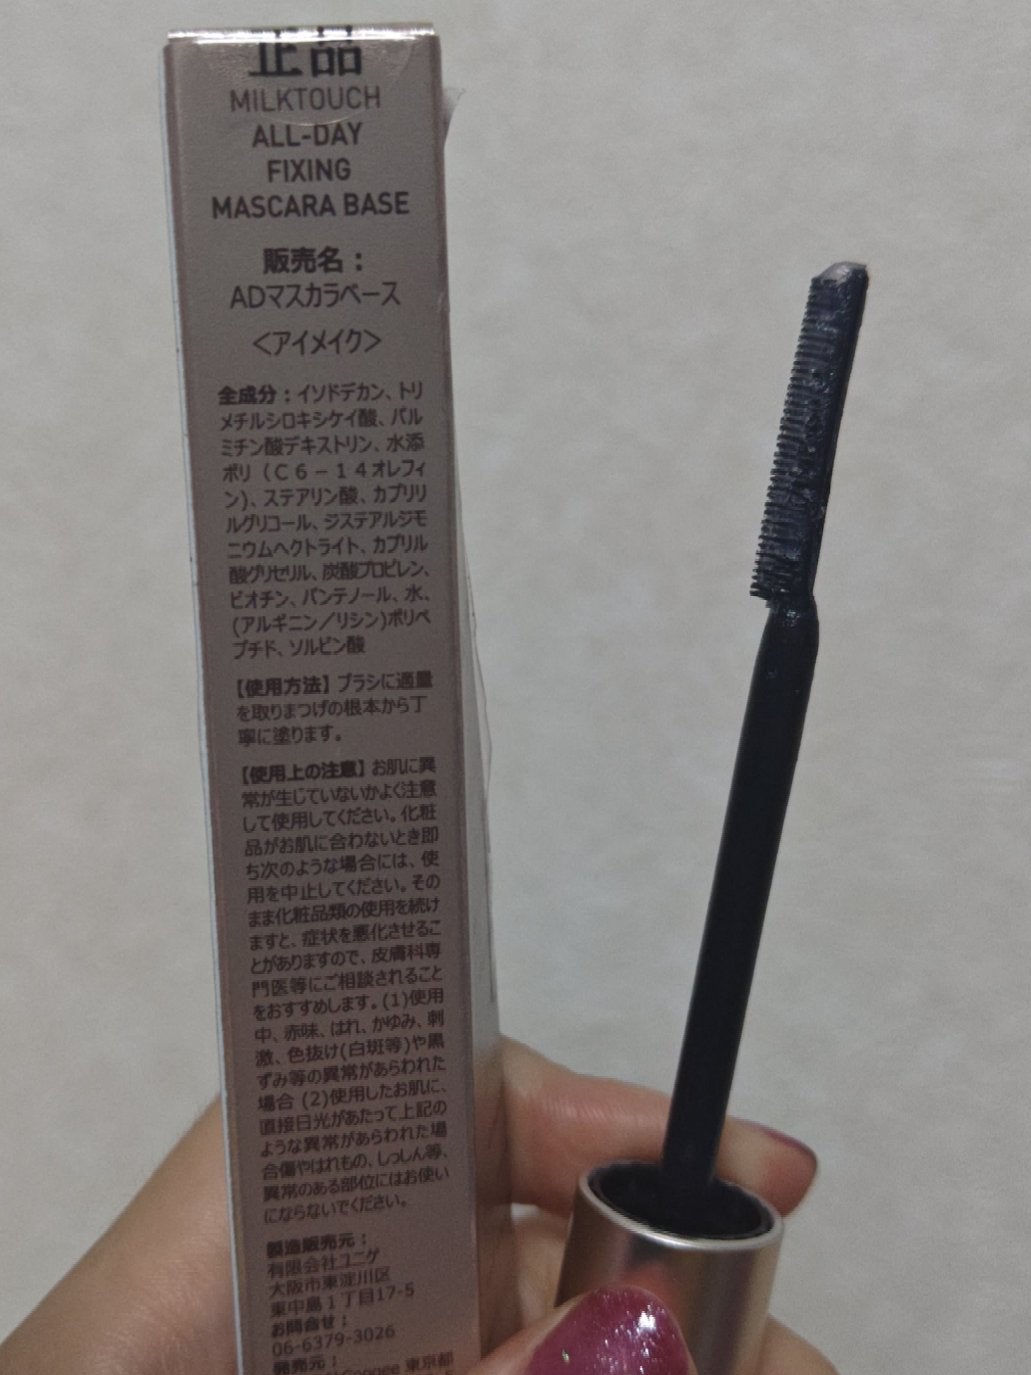 正品
MILKTOUCH
ALL-DAY
FIXING
MASCARA BASE
販売名：
ADマスカラベース
＜アイメイク＞
全成分：イソドデカン、トリ
メチルシロキシケイ酸、パル
ミチン酸デキストリン、水添
ポリ（C６－１４オレフィ
ン）、ステアリン酸、カプリリ
ルグリコール、ジステアルジモ
ニウムヘクトライト、カプリル
酸グリセリル、炭酸プロピレン、
ビオチン、パンテノール、水、
(アルギニン／リシン)ポリペ
プチド、ソルビン酸
【使用方法】ブラシに適量
を取りまつげの根本から丁
寧に塗ります。
【使用上の注意】お肌に異
常が生じていないかよく注意
して使用してください。化粧
品がお肌に合わないとき即
ち次のような場合には、使
用を中止してください。その
まま化粧品類の使用を続け
ますと、症状を悪化させるこ
とがありますので、皮膚科専
門医等にご相談されること
をおすすめします。(1)使用
中、赤味、はれ、かゆみ、刺
激、色抜け(白斑等)や黒
ずみ等の異常があらわれた
場合 (2)使用したお肌に、
直接日光があたって上記の
ような異常があらわれた場
合傷やはれもの、しっしん等、
異常のある部位にはお使い
にならないでください。
製造販売元：
有限会社ユニゲ
大阪市東淀川区
東中島１丁目17-5
お問合せ：
06-6379-3026
発売元：
東京都